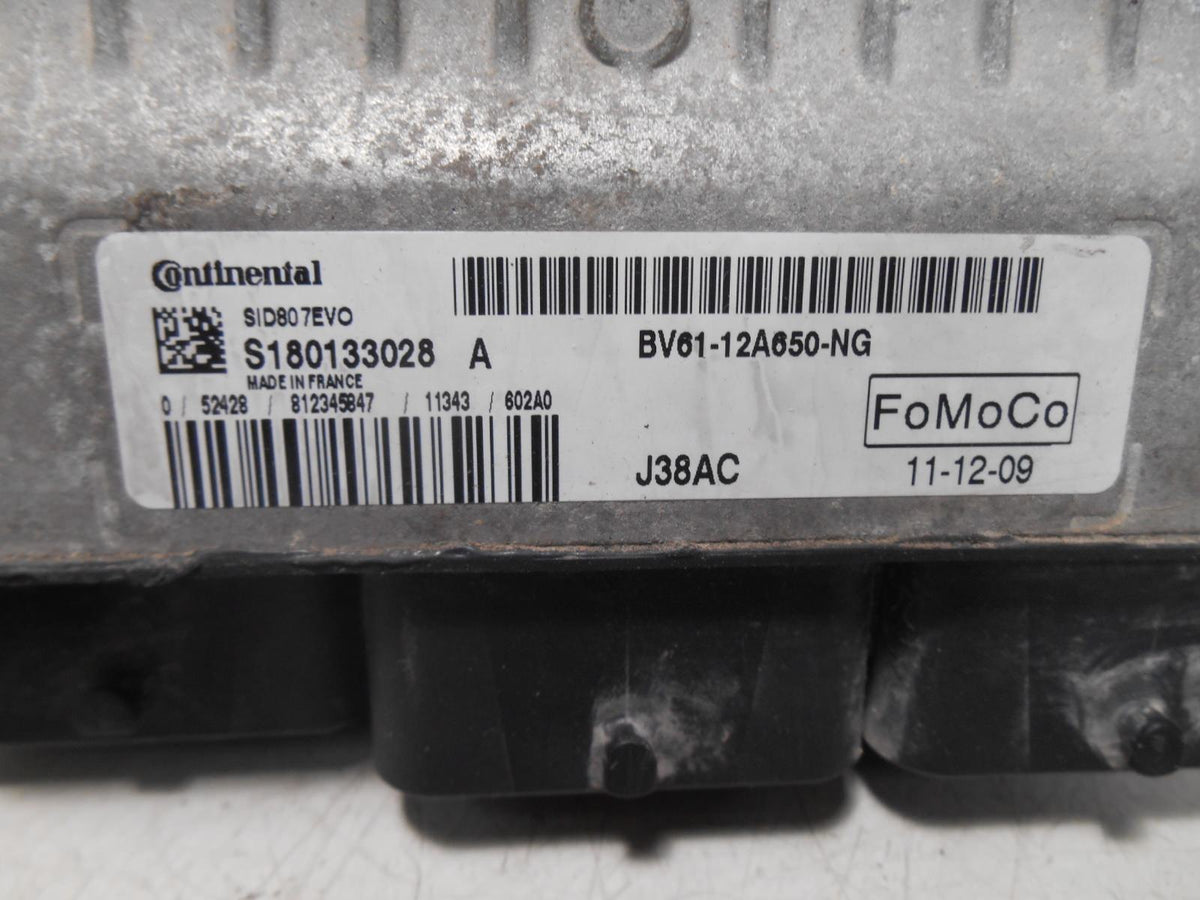 Continental
SID807EVO
S180133028 A
MADE IN FRANCE
0 / 52428 / 812345847 / 11343 / 602A0
BV61-12A650-NG
FoMoCo
J38AC
11-12-09